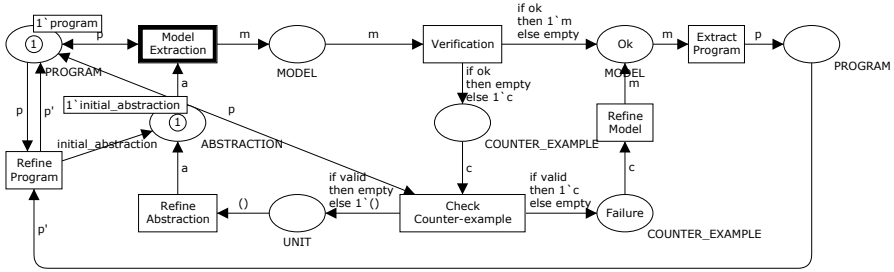 1`program
1
p
Model
Extraction
m
m
Verification
if ok
then 1`m
else empty
Ok
m
Extract
Program
p
PROGRAM
MODEL
MODEL
PROGRAM
a
if ok
then empty
else 1`c
m
p
p'
1`initial_abstraction
1
p
initial_abstraction
ABSTRACTION
COUNTER_EXAMPLE
Refine
Model
Refine
Program
a
c
c
if valid
then empty
else 1`()
if valid
then 1`c
else empty
Refine
Abstraction
()
Check
Counter-example
Failure
UNIT
COUNTER_EXAMPLE
p'